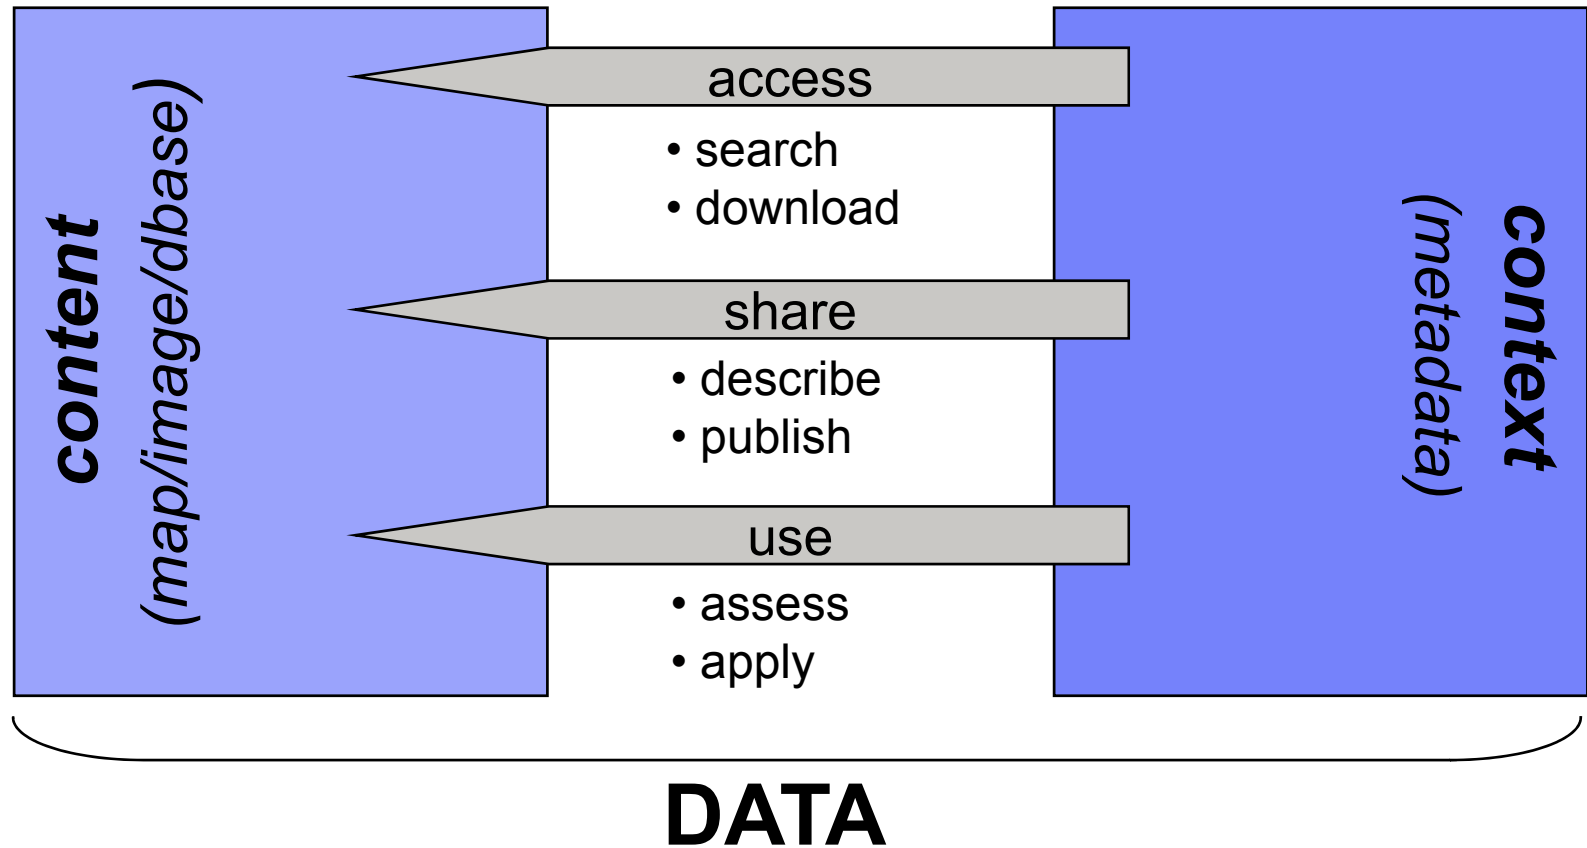 content
(map/image/dbase)
access
• search
• download
share
• describe
• publish
use
• assess
• apply
context
(metadata)
DATA